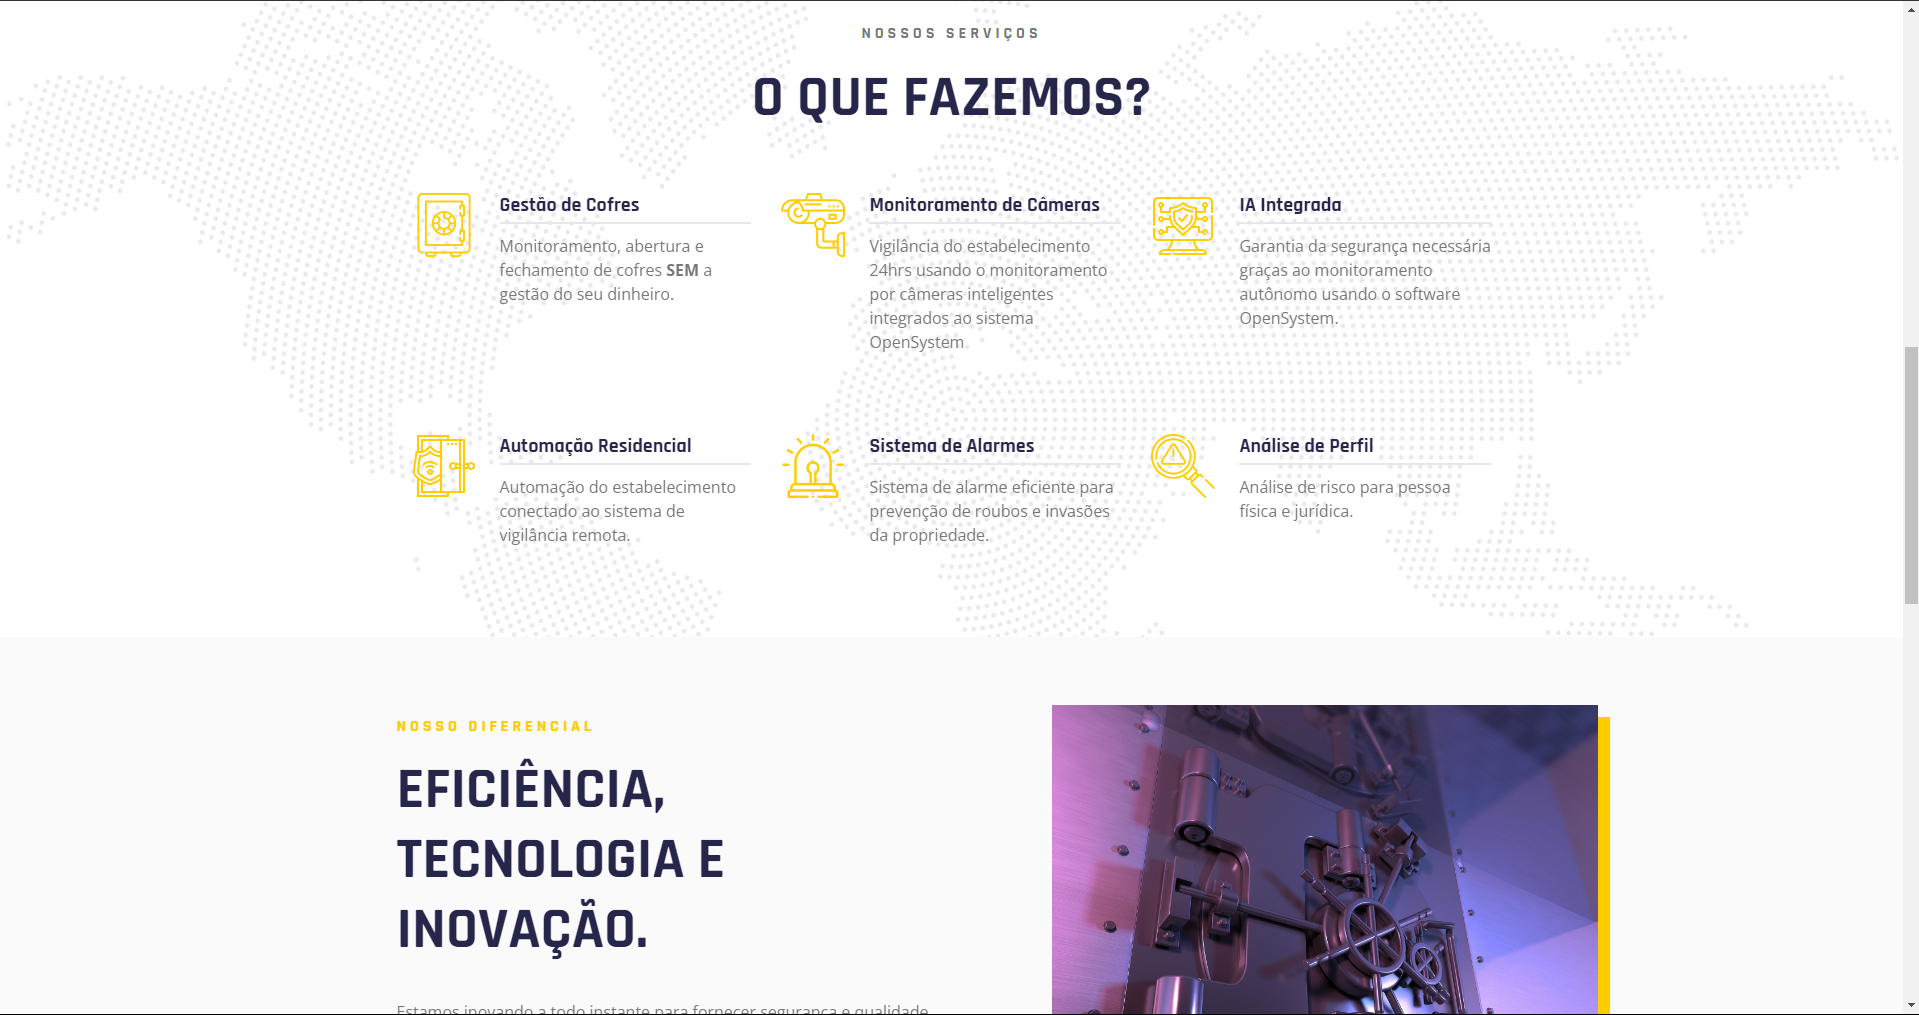 NOSSOS SERVIÇOS
O QUE FAZEMOS?
Gestão de Cofres
Monitoramento, abertura e
fechamento de cofres SEM a
gestão do seu dinheiro.
Monitoramento de Câmeras
Vigilância do estabelecimento
24hrs usando o monitoramento
por câmeras inteligentes
integrados ao sistema
OpenSystem
IA Integrada
Garantia da segurança necessária
graças ao monitoramento
autônomo usando o software
OpenSystem.
Automação Residencial
Automação do estabelecimento
conectado ao sistema de
vigilância remota.
Sistema de Alarmes
Sistema de alarme eficiente para
prevenção de roubos e invasões
da propriedade.
Análise de Perfil
Análise de risco para pessoa
física e jurídica.
NOSSO DIFERENCIAL
EFICIÊNCIA,
TECNOLOGIA E
INOVAÇÃO.
Estamos inovando a todo instante para fornecer segurança e qualidade